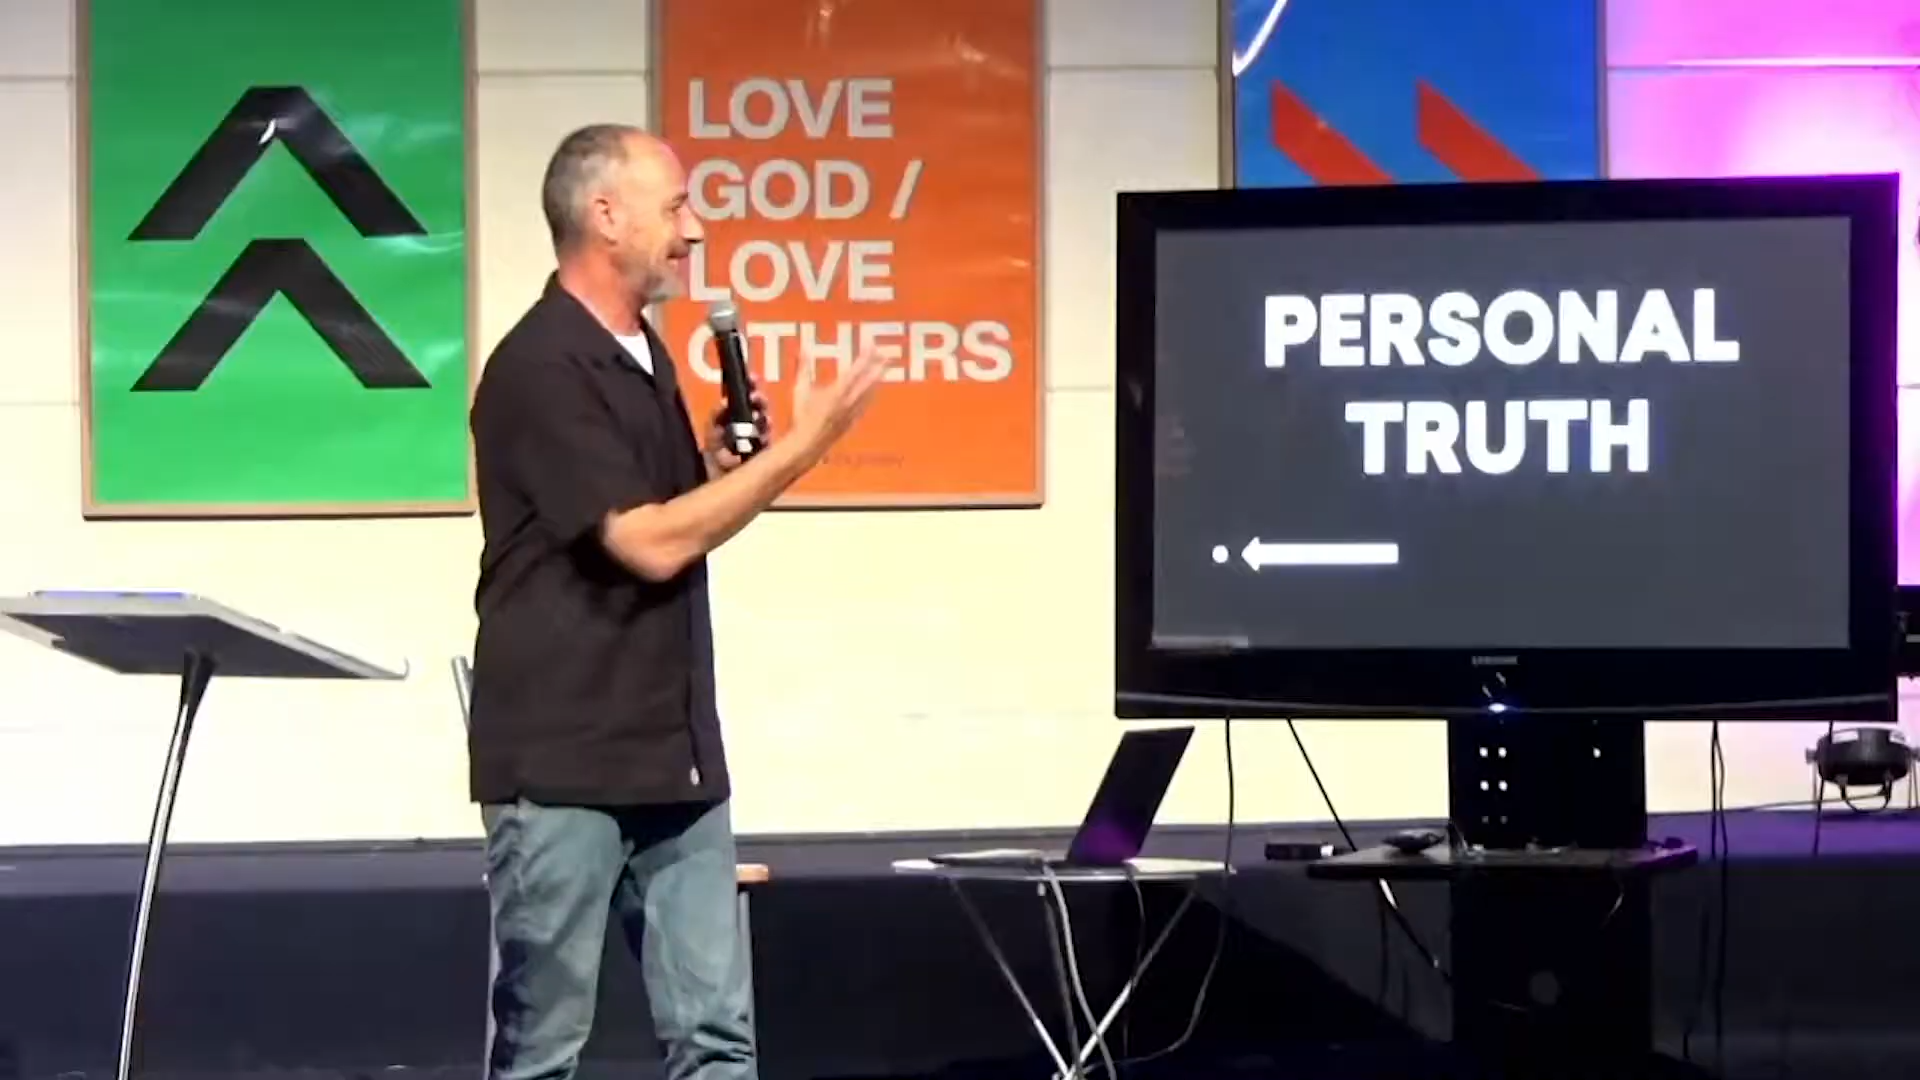 LOVE
GOD /
LOVE
OTHERS
PERSONAL
TRUTH
SAMSUNG